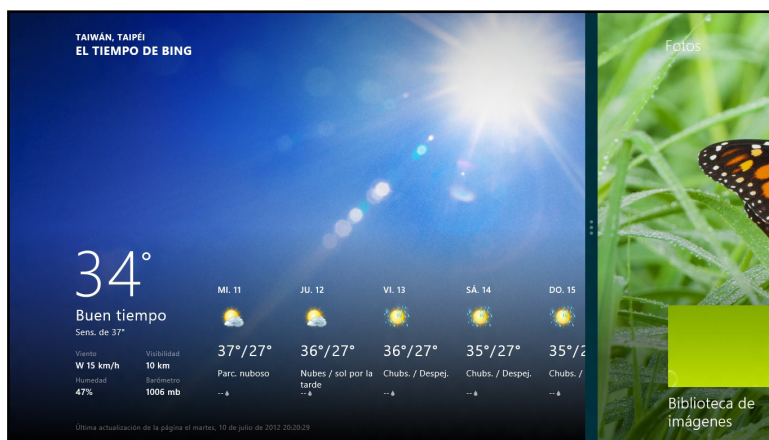 TAIWÁN, TAIPÉI
EL TIEMPO DE BING
34°
Buen tiempo
Sens. de 37°
Viento
W 15 km/h
Visibilidad
10 km
Humedad
47%
Barómetro
1006 mb
MI. 11
37°/27°
Parc. nuboso
--
JU. 12
36°/27°
Nubes / sol por la
tarde
--
VI. 13
36°/27°
Chubs. / Despej.
--
SÁ. 14
35°/27°
Chubs. / Despej.
--
DO. 15
35°/2
Chubs. /
--
Última actualización de la página el martes, 10 de julio de 2012 20:20:29
Fotos
Biblioteca de
imágenes